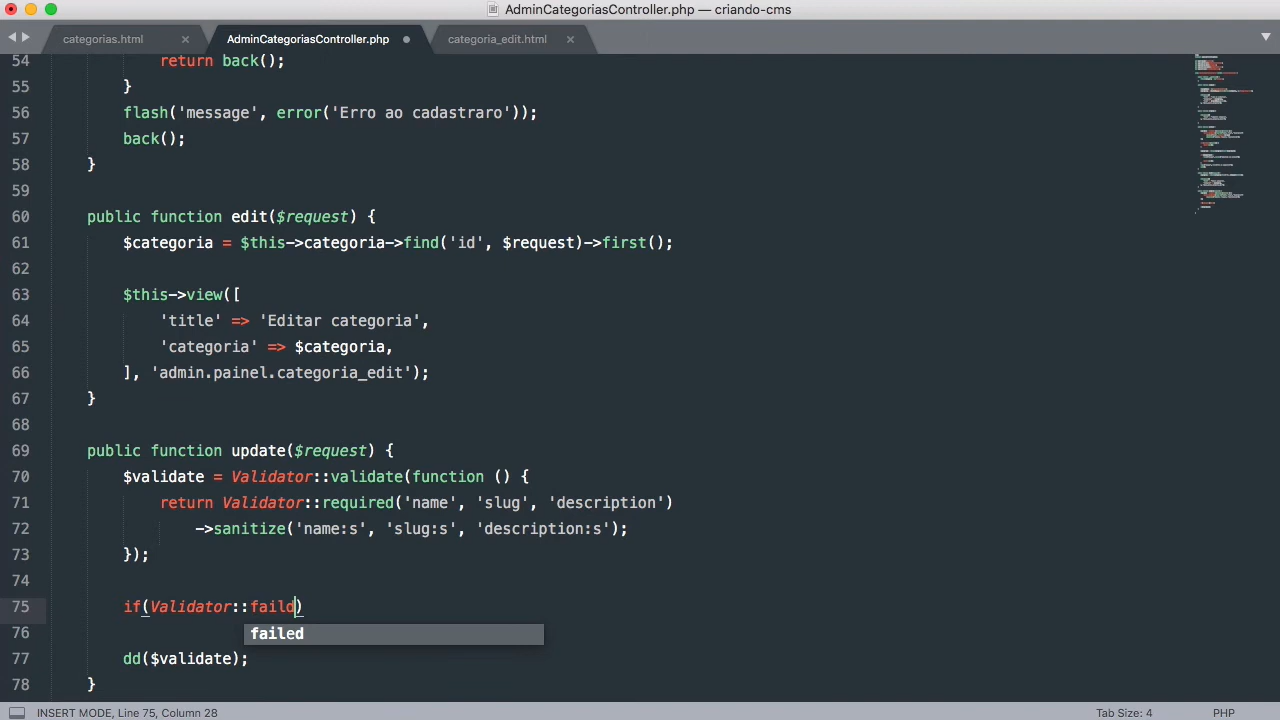 AdminCategoriasController.php — criando-cms
categorias.html × AdminCategoriasController.php categoria_edit.html ×
54 return back();
55 }
56 flash('message', error('Erro ao cadastraro'));
57 back();
58 }
59
60 public function edit($request) {
61 $categoria = $this->categoria->find('id', $request)->first();
62
63 $this->view([
64 'title' => 'Editar categoria',
65 'categoria' => $categoria,
66 ], 'admin.painel.categoria_edit');
67 }
68
69 public function update($request) {
70 $validate = Validator::validate(function () {
71 return Validator::required('name', 'slug', 'description')
72 ->sanitize('name:s', 'slug:s', 'description:s');
73 });
74
75 if(Validator::faild)
76 failed
77 dd($validate);
78 }
INSERT MODE, Line 75, Column 28 Tab Size: 4 PHP